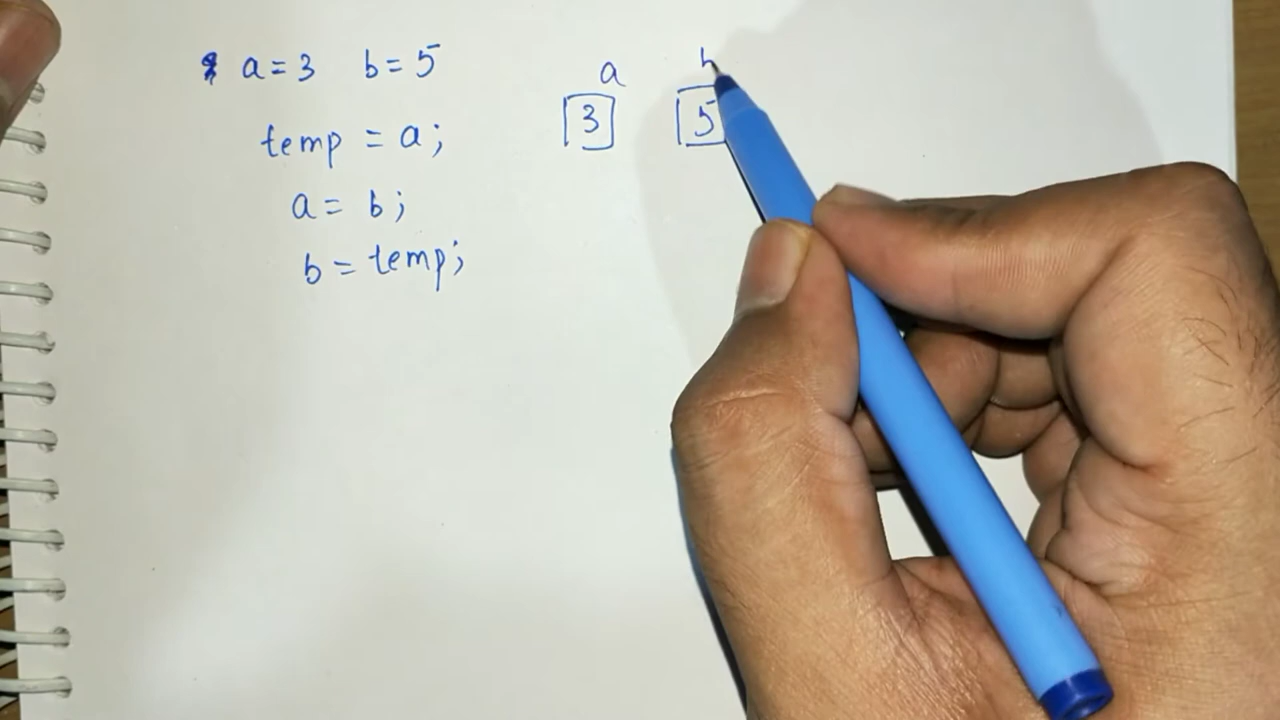 a=3 b=5
temp = a;
a= b;
b = temp;
a b
3 5